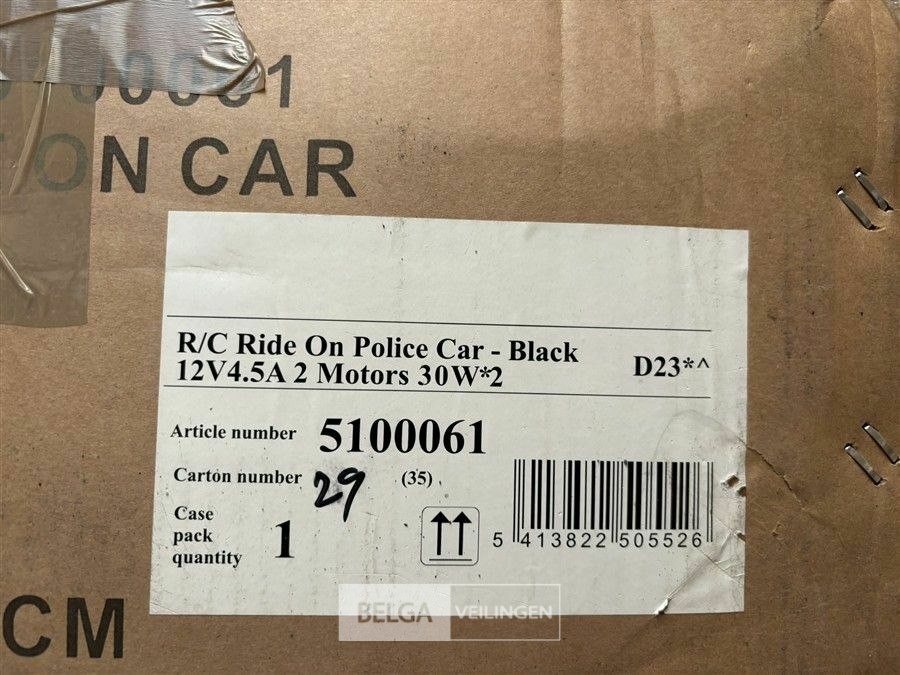 5100061
ON CAR
R/C Ride On Police Car - Black
12V4.5A 2 Motors 30W*2
D23*^
Article number 5100061
Carton number 29 (35)
Case
pack
quantity
1
5 413822 505526
CM
BELGA VEILINGEN